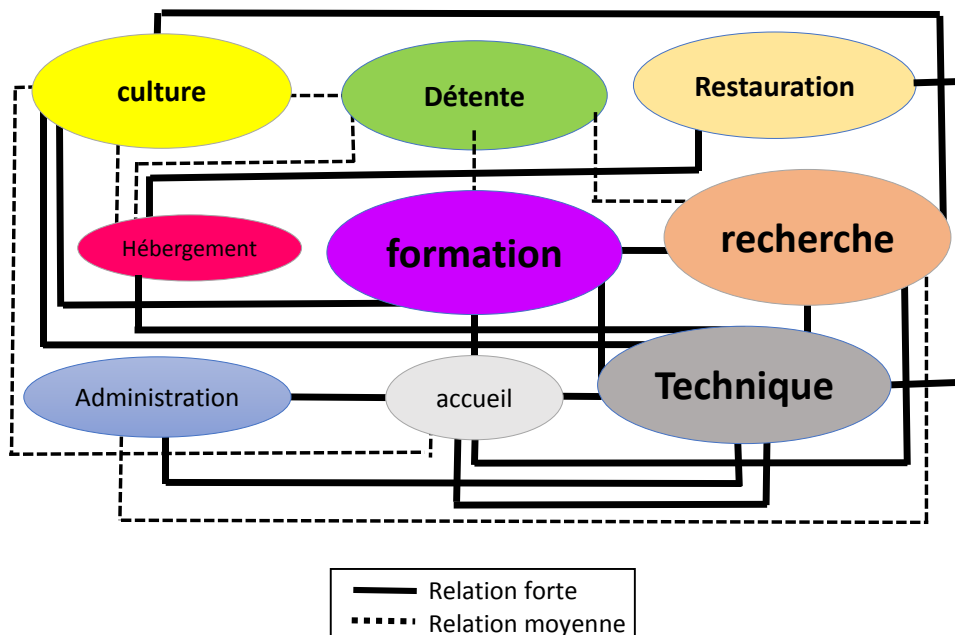 culture
Détente
Restauration
Hébergement
formation
recherche
Administration
accueil
Technique
Relation forte
Relation moyenne